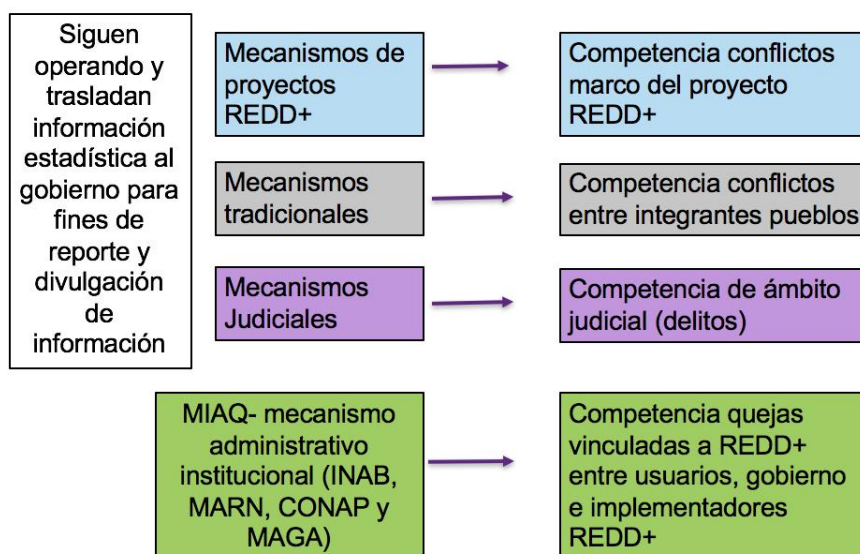 Siguen
operando y
trasladan
información
estadística al
gobierno para
fines de
reporte y
divulgación
de
información
Mecanismos de
proyectos
REDD+
Competencia conflictos
marco del proyecto
REDD+
Mecanismos
tradicionales
Competencia conflictos
entre integrantes pueblos
Mecanismos
Judiciales
Competencia de ámbito
judicial (delitos)
MIAQ- mecanismo
administrativo
institucional (INAB,
MARN, CONAP y
MAGA)
Competencia quejas
vinculadas a REDD+
entre usuarios, gobierno
e implementadores
REDD+